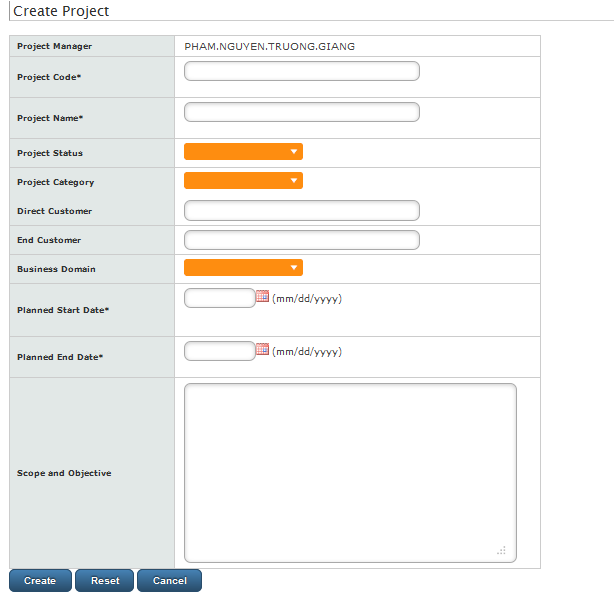 Create Project
Project Manager PHAM.NGUYEN.TRUONG.GIANG
Project Code*
Project Name*
Project Status
Project Category
Direct Customer
End Customer
Business Domain
Planned Start Date* (mm/dd/yyyy)
Planned End Date* (mm/dd/yyyy)
Scope and Objective
Create Reset Cancel